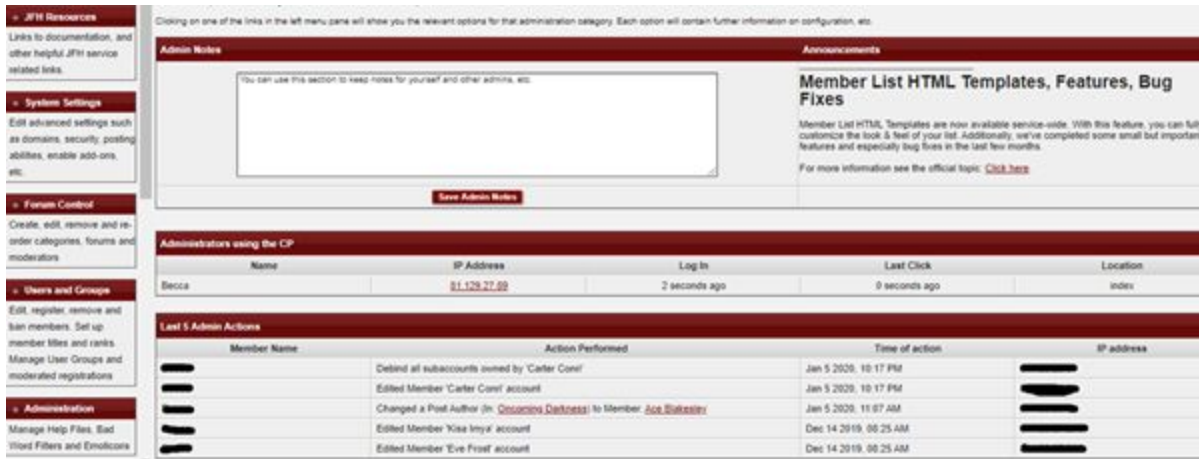 JFH Resources
Links to documentation, and
other helpful JFH service
related links.
System Settings
Edit advanced settings such
as domains, security, posting
abilities, enable add-ons,
etc.
Forum Control
Create, edit, remove and re-
order categories, forums and
moderators
Users and Groups
Edit, register, remove and
ban members. Set up
member titles and ranks.
Manage User Groups and
moderated registrations
Administration
Manage Help Files, Bad
Word Filters and Emoticons
Clicking on one of the links in the left menu pane will show you the relevant options for that administration category. Each option will contain further information on configuration, etc.
Admin Notes
You can use this section to keep notes for yourself and other admins, etc.
Save Admin Notes
Announcements
Member List HTML Templates, Features, Bug
Fixes
Member List HTML Templates are now available service-wide. With this feature, you can full
customize the look & feel of your list. Additionally, we've completed some small but importan
features and especially bug fixes in the last few months.
For more information see the official topic: Click here
Administrators using the CP
Name IP Address Log In Last Click Location
Becca 81.129.27.69 2 seconds ago 0 seconds ago index
Last 5 Admin Actions
Member Name Action Performed Time of action IP address
Debind all subaccounts owned by 'Carter Conn' Jan 5 2020, 10:17 PM
Edited Member 'Carter Conn' account Jan 5 2020, 10:17 PM
Changed a Post Author (In: Oncoming Darkness) to Member: Ace Blakesley Jan 5 2020, 11:07 AM
Edited Member 'Kisa Imya' account Dec 14 2019, 08:25 AM
Edited Member 'Eve Frost' account Dec 14 2019, 08:25 AM